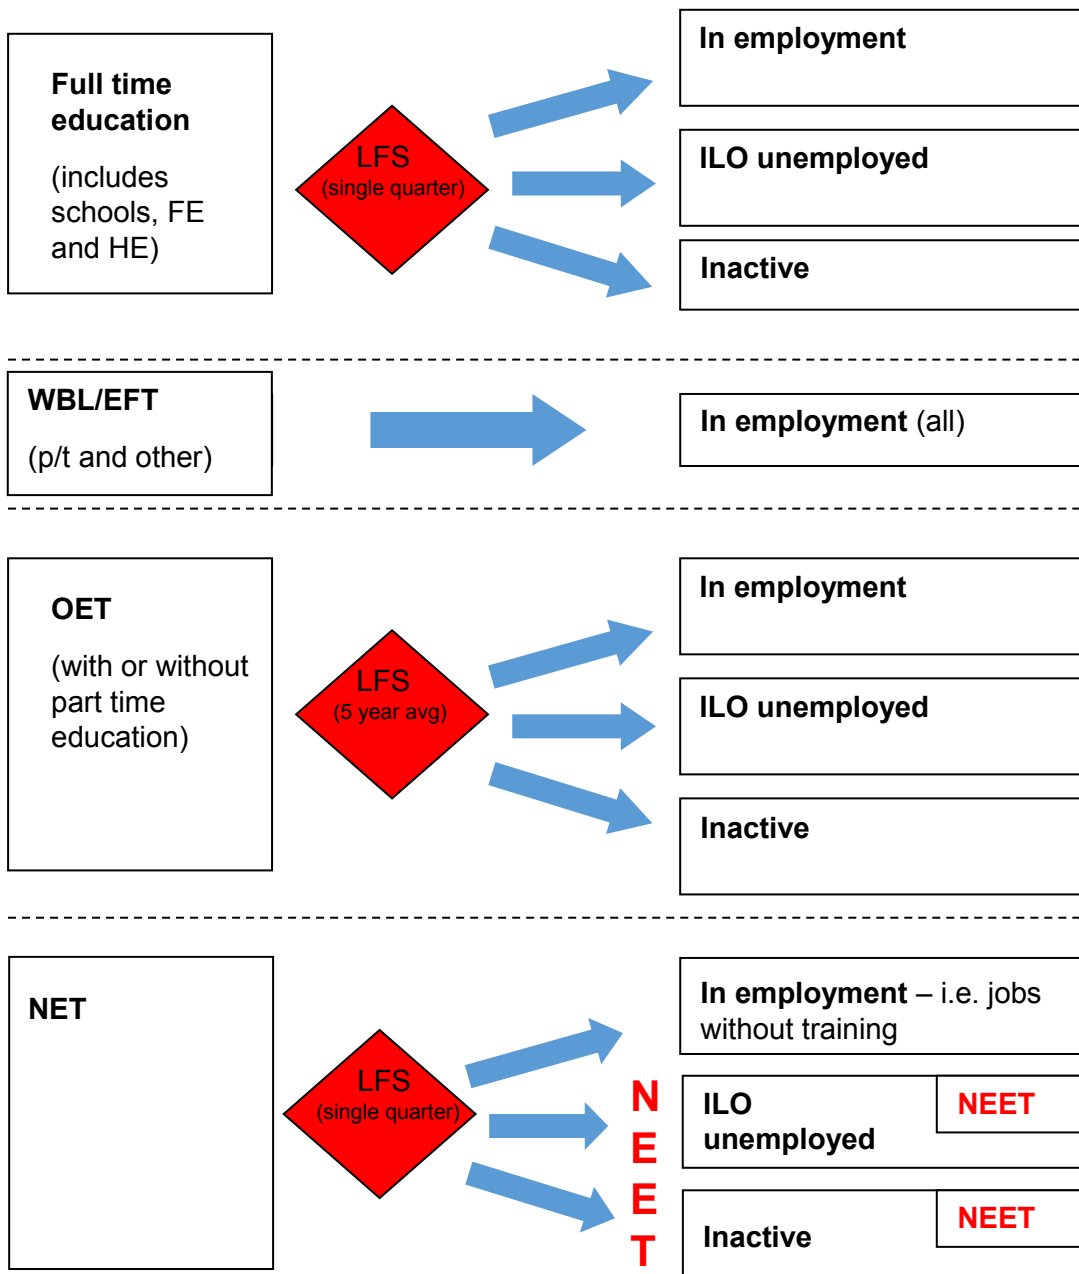 Full time
education
(includes
schools, FE
and HE)
LFS
(single quarter)
In employment
ILO unemployed
Inactive
WBL/EFT
(p/t and other)
In employment (all)
OET
(with or without
part time
education)
LFS
(5 year avg)
In employment
ILO unemployed
Inactive
NET
LFS
(single quarter)
N
E
E
T
In employment – i.e. jobs
without training
ILO
unemployed
NEET
Inactive
NEET